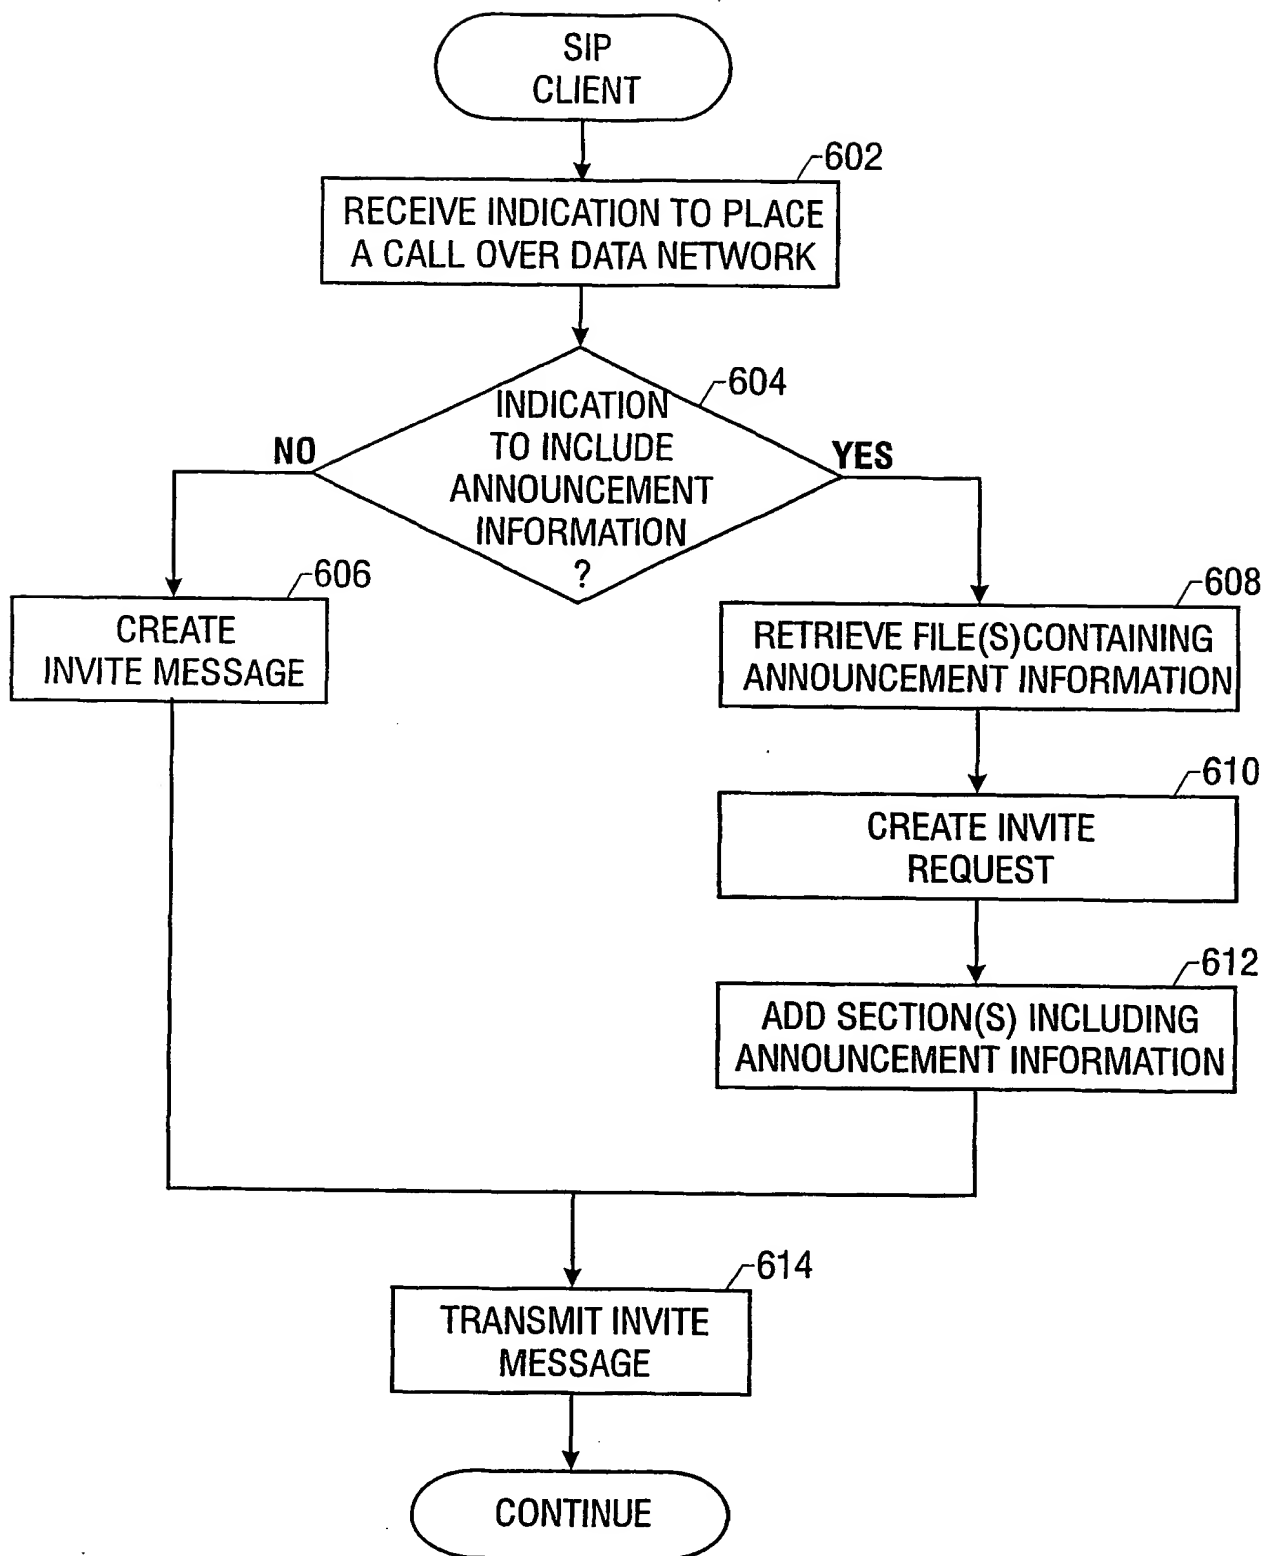 SIP
CLIENT
602
RECEIVE INDICATION TO PLACE
A CALL OVER DATA NETWORK
604
INDICATION
TO INCLUDE
ANNOUNCEMENT
INFORMATION
?
NO
YES
606
CREATE
INVITE MESSAGE
608
RETRIEVE FILE(S)CONTAINING
ANNOUNCEMENT INFORMATION
610
CREATE INVITE
REQUEST
612
ADD SECTION(S) INCLUDING
ANNOUNCEMENT INFORMATION
614
TRANSMIT INVITE
MESSAGE
CONTINUE